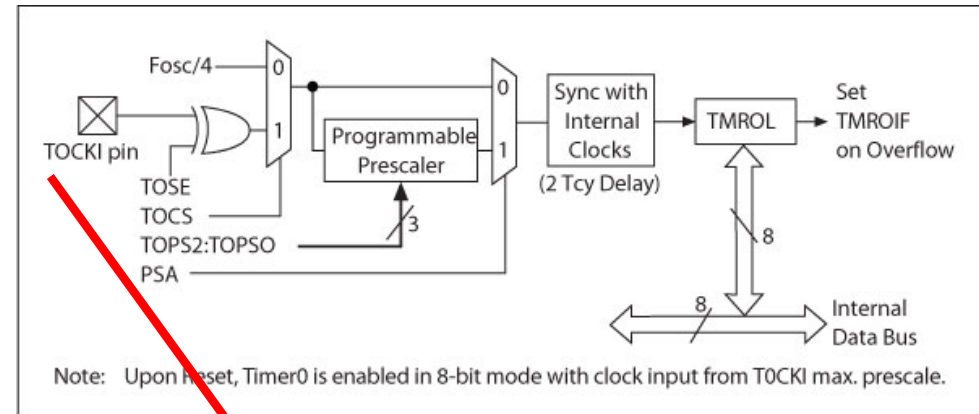 Fosc/4
0
1
TOCKI pin
TOSE
TOCS
TOPS2:TOPSO
PSA
Programmable
Prescaler
3
0
1
Sync with
Internal
Clocks
(2 Tcy Delay)
TMROL
Set
TMROIF
on Overflow
8
8
Internal
Data Bus
Note: Upon Reset, Timer0 is enabled in 8-bit mode with clock input from T0CKI max. prescale.